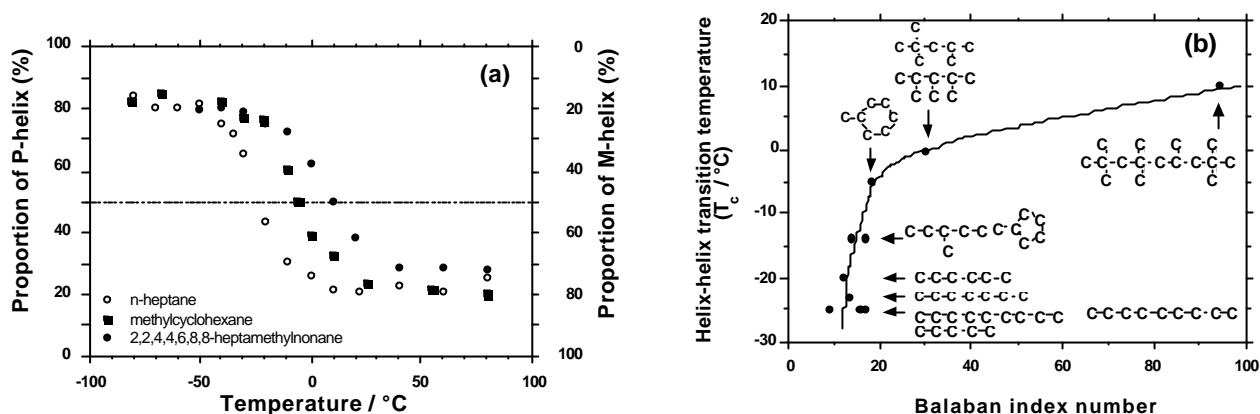 (a)
Proportion of P-helix (%)
100
80
60
40
20
0
Proportion of M-helix (%)
0
20
40
60
80
100
n-heptane
methylcyclohexane
2,2,4,4,6,8,8-heptamethylnonane
-100
-50
0
50
100
Temperature / °C
(b)
Helix-helix transition temperature
(Tc / °C)
20
10
0
-10
-20
-30
0
20
40
60
80
100
Balaban index number
C-C-C-C-C-C
C-C-C-C-C-C-C
C-C-C-C-C-C-C-C-C-C
C-C-C-C-C
C-C-C-C-C-C-C-C